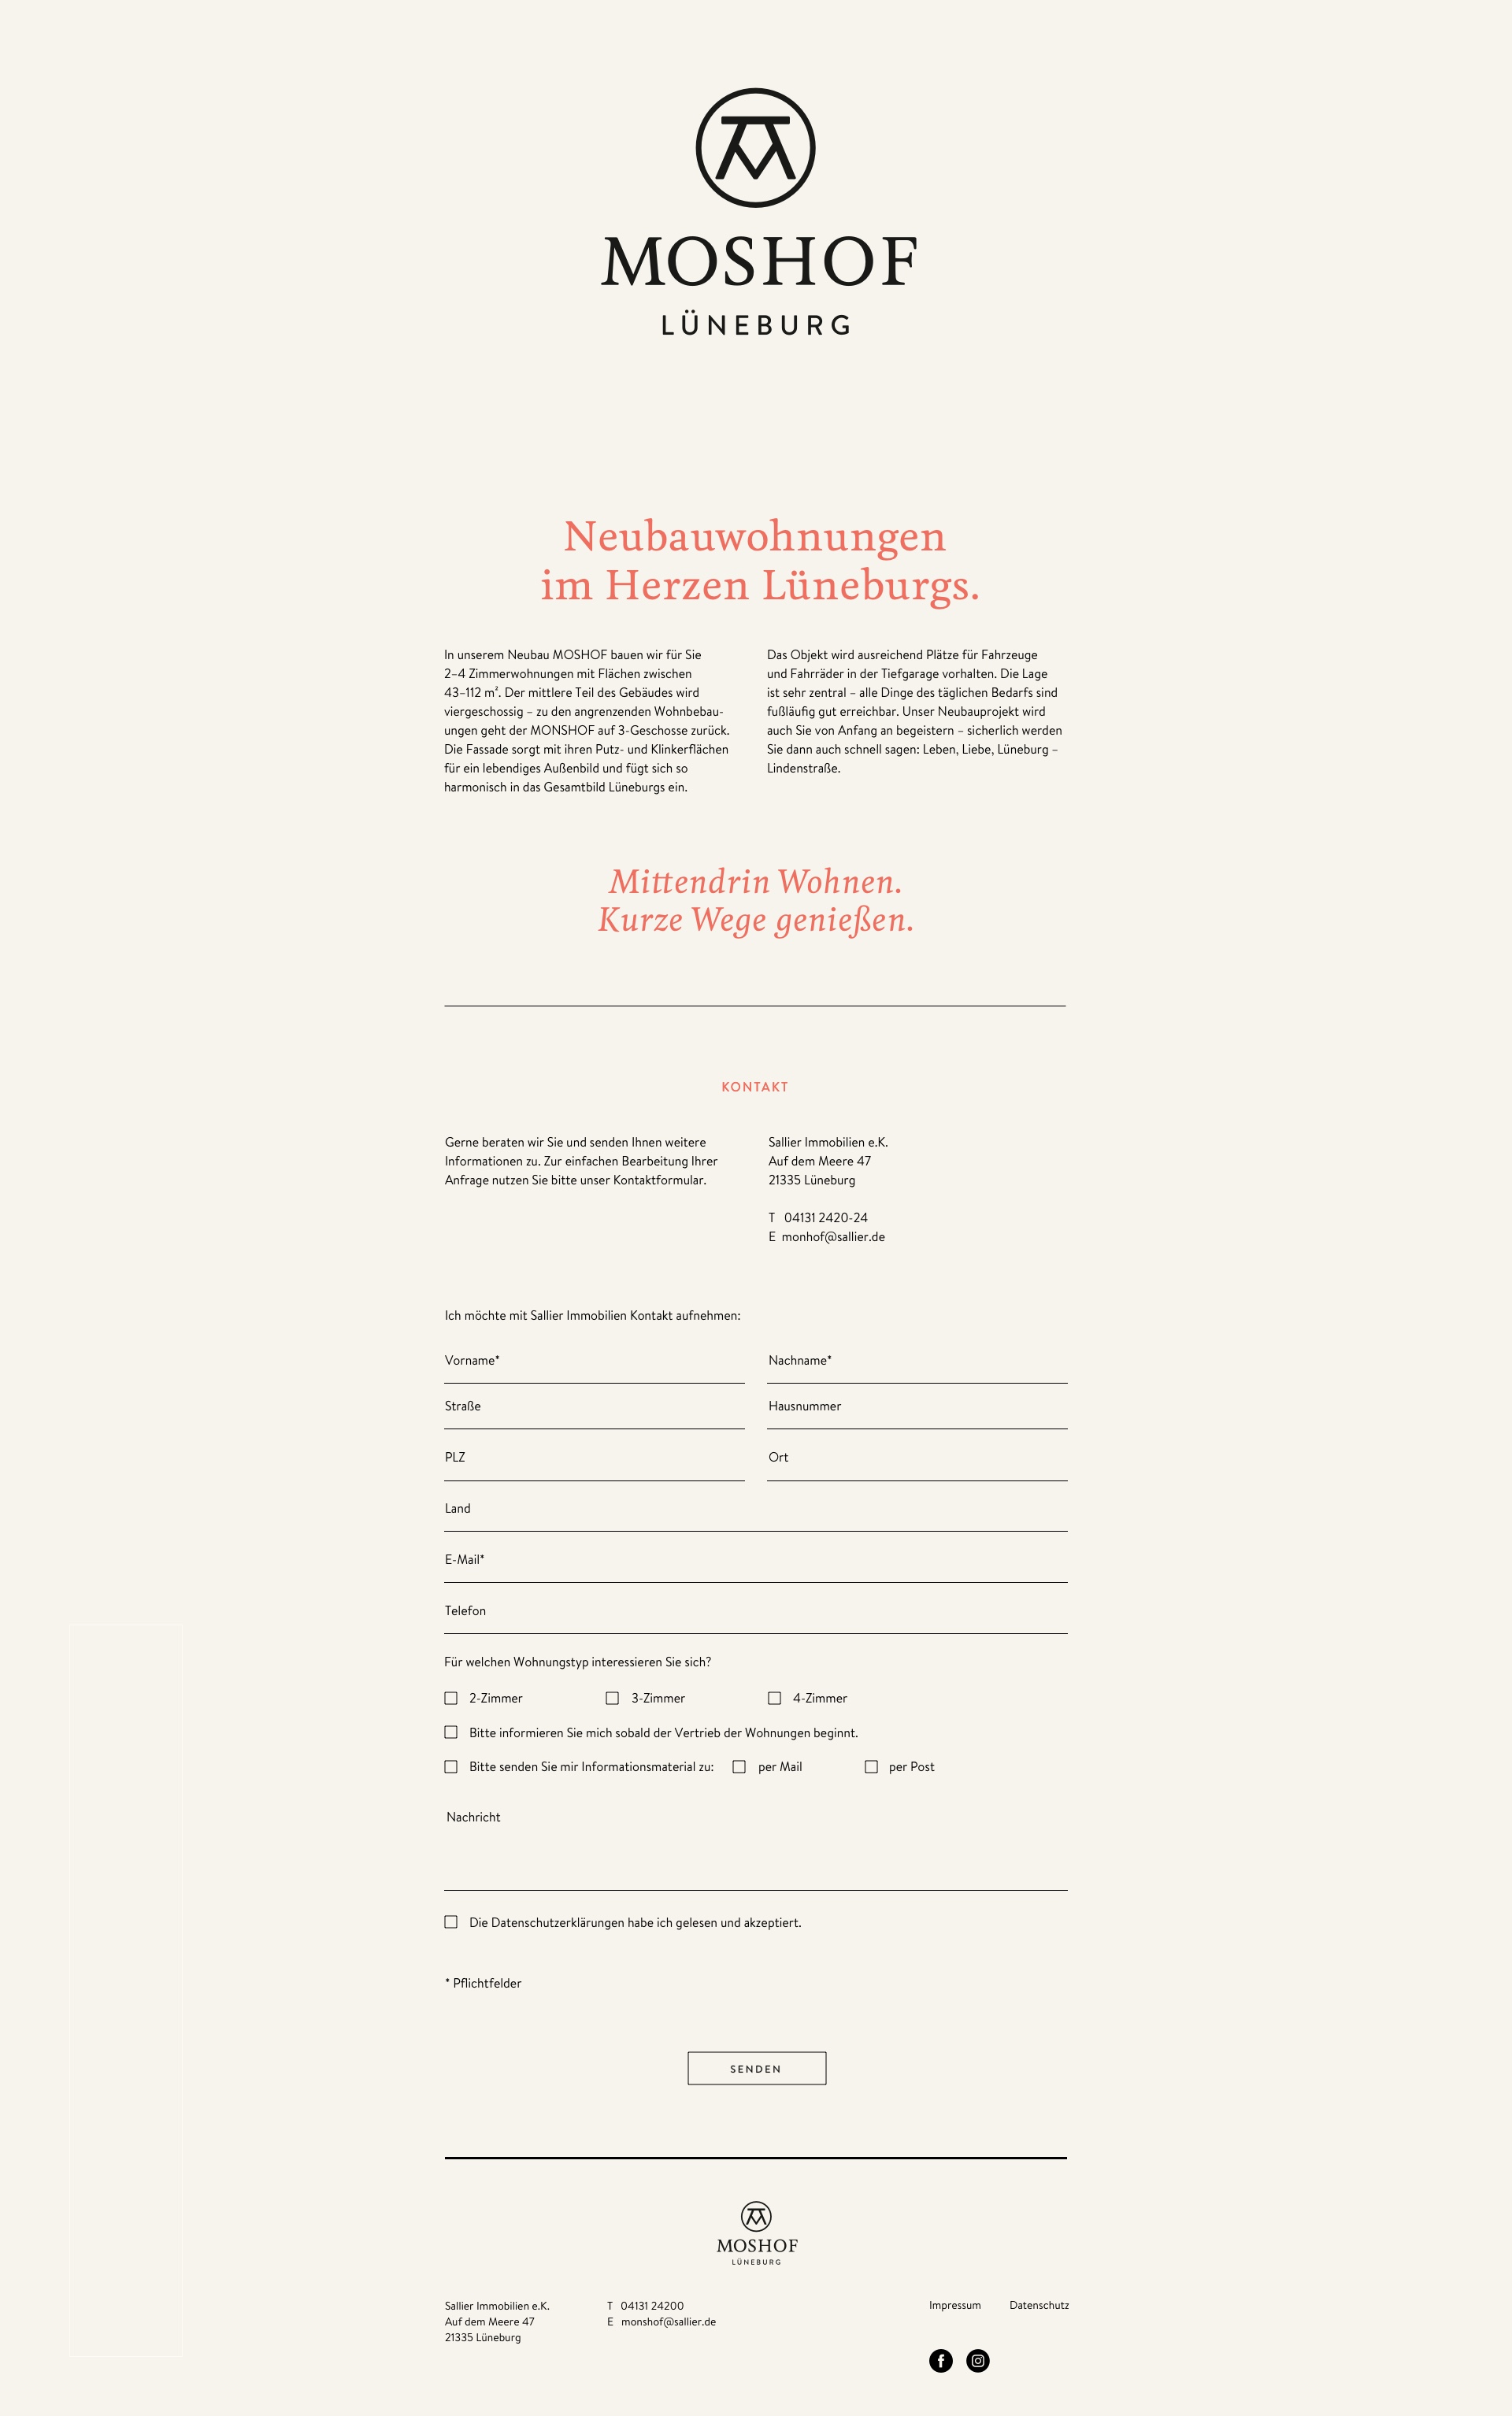 MOSHOF
LÜNEBURG
Neubauwohnungen
im Herzen Lüneburgs.
In unserem Neubau MOSHOF bauen wir für Sie
2–4 Zimmerwohnungen mit Flächen zwischen
43–112 m². Der mittlere Teil des Gebäudes wird
viergeschossig – zu den angrenzenden Wohnbebau-
ungen geht der MONSHOF auf 3-Geschosse zurück.
Die Fassade sorgt mit ihren Putz- und Klinkerflächen
für ein lebendiges Außenbild und fügt sich so
harmonisch in das Gesamtbild Lüneburgs ein.
Das Objekt wird ausreichend Plätze für Fahrzeuge
und Fahrräder in der Tiefgarage vorhalten. Die Lage
ist sehr zentral – alle Dinge des täglichen Bedarfs sind
fußläufig gut erreichbar. Unser Neubauprojekt wird
auch Sie von Anfang an begeistern – sicherlich werden
Sie dann auch schnell sagen: Leben, Liebe, Lüneburg –
Lindenstraße.
Mittendrin Wohnen.
Kurze Wege genießen.
KONTAKT
Gerne beraten wir Sie und senden Ihnen weitere
Informationen zu. Zur einfachen Bearbeitung Ihrer
Anfrage nutzen Sie bitte unser Kontaktformular.
Sallier Immobilien e.K.
Auf dem Meere 47
21335 Lüneburg
T 04131 2420-24
E monhof@sallier.de
Ich möchte mit Sallier Immobilien Kontakt aufnehmen:
Vorname*
Nachname*
Straße
Hausnummer
PLZ
Ort
Land
E-Mail*
Telefon
Für welchen Wohnungstyp interessieren Sie sich?
2-Zimmer 3-Zimmer 4-Zimmer
Bitte informieren Sie mich sobald der Vertrieb der Wohnungen beginnt.
Bitte senden Sie mir Informationsmaterial zu: per Mail per Post
Nachricht
Die Datenschutzerklärungen habe ich gelesen und akzeptiert.
* Pflichtfelder
SENDEN
MOSHOF
LÜNEBURG
Sallier Immobilien e.K.
Auf dem Meere 47
21335 Lüneburg
T 04131 24200
E monshof@sallier.de
Impressum Datenschutz